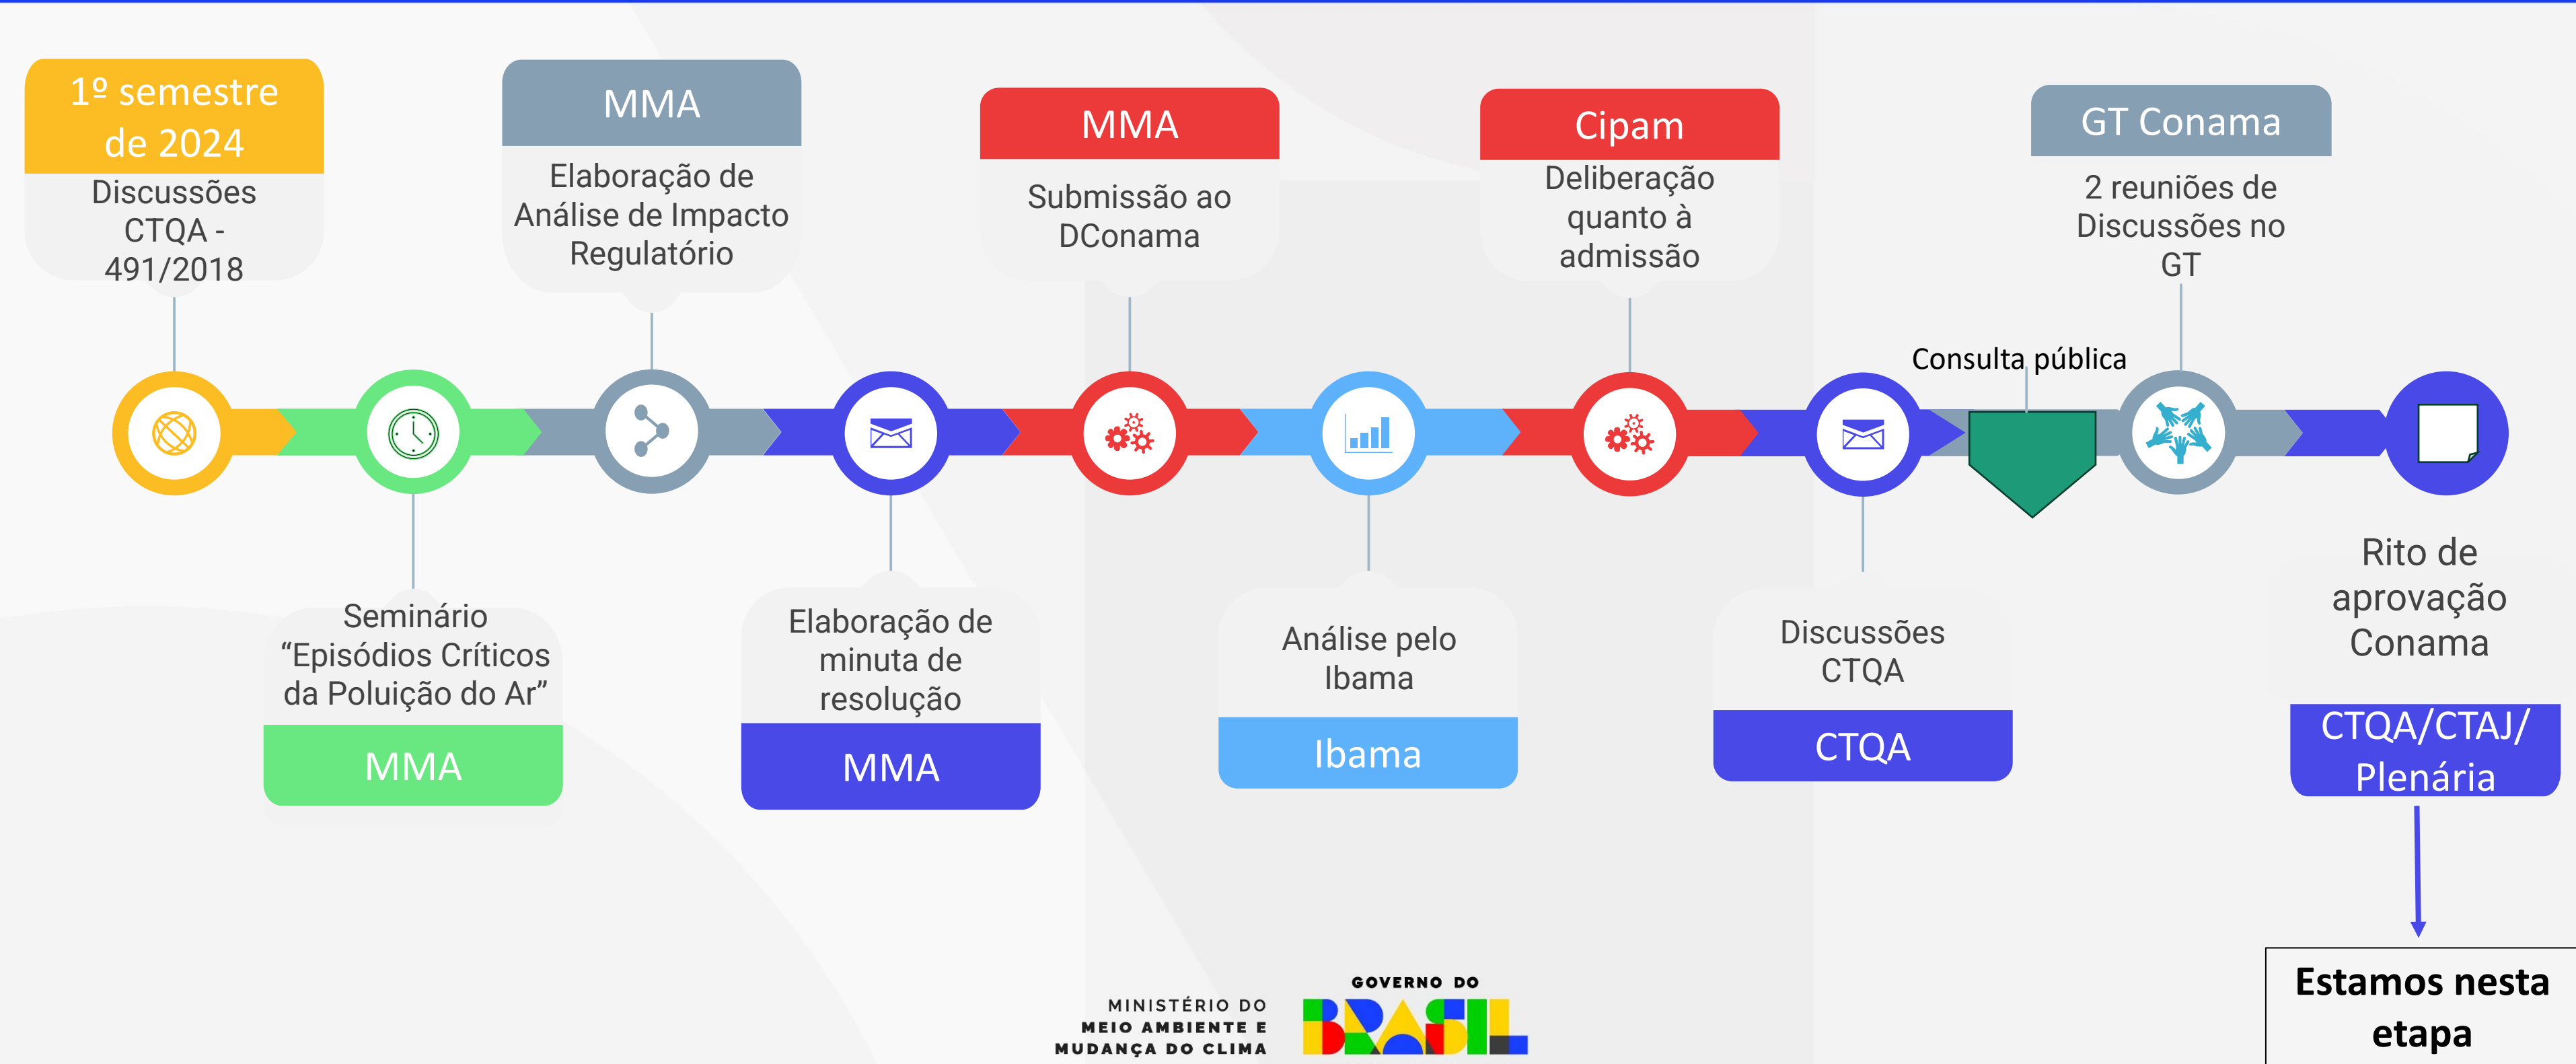 1º semestre
de 2024
Discussões
CTQA -
491/2018
Seminário
“Episódios Críticos
da Poluição do Ar”
MMA
MMA
Elaboração de
Análise de Impacto
Regulatório
Elaboração de
minuta de
resolução
MMA
MMA
Submissão ao
DConama
Análise pelo
Ibama
Ibama
Cipam
Deliberação
quanto à
admissão
Discussões
CTQA
CTQA
Consulta pública
GT Conama
2 reuniões de
Discussões no
GT
Rito de
aprovação
Conama
CTQA/CTAJ/
Plenária
Estamos nesta
etapa
MINISTÉRIO DO
MEIO AMBIENTE E
MUDANÇA DO CLIMA
GOVERNO DO
BRASIL